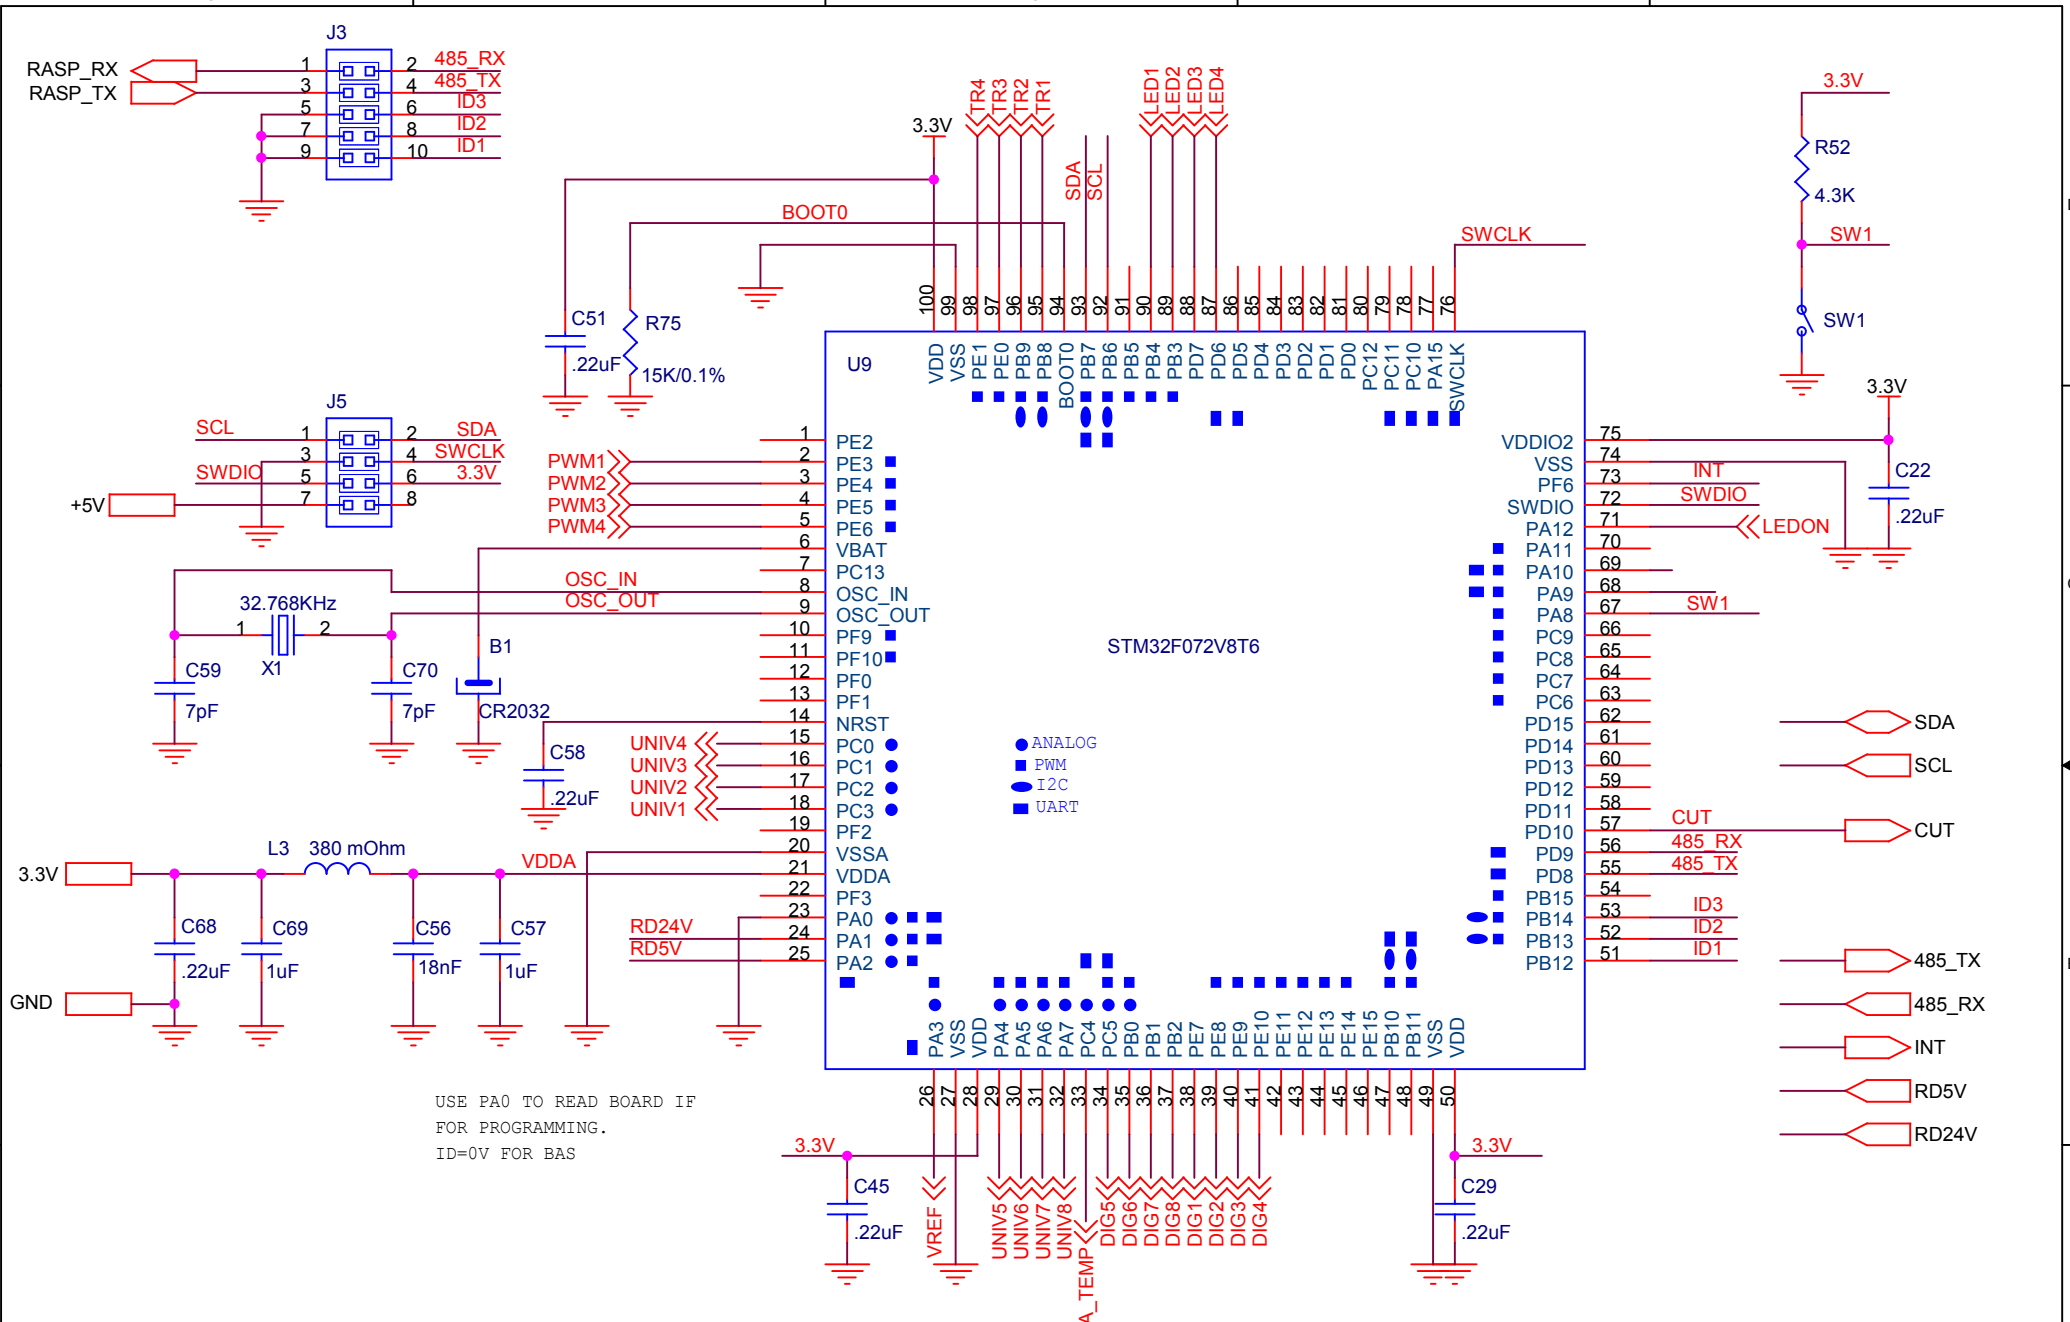 J3
RASP_RX
RASP_TX
1 2 485_RX
3 4 485_TX
5 6 ID3
7 8 ID2
9 10 ID1
3.3V
TR4
TR3
TR2
TR1
SDA
SCL
LED1
LED2
LED3
LED4
BOOT0
SWCLK
3.3V
R52
4.3K
SW1
SW1
C51
.22uF
R75
15K/0.1%
100 99 98 97 96 95 94 93 92 91 90 89 88 87 86 85 84 83 82 81 80 79 78 77 76
U9
VDD VSS PE1 PE0 PB9 PB8 BOOT0 PB7 PB6 PB5 PB4 PB3 PD7 PD6 PD5 PD4 PD3 PD2 PD1 PD0 PC12 PC11 PC10 PA15 SWCLK
J5
SCL 1 2 SDA
3 4 SWCLK
SWDIO 5 6 3.3V
+5V 7 8
1 PE2
PWM1 2 PE3
PWM2 3 PE4
PWM3 4 PE5
PWM4 5 PE6
6 VBAT
7 PC13
OSC_IN 8 OSC_IN
OSC_OUT 9 OSC_OUT
10 PF9
11 PF10
12 PF0
13 PF1
14 NRST
UNIV4 15 PC0
UNIV3 16 PC1
UNIV2 17 PC2
UNIV1 18 PC3
19 PF2
20 VSSA
VDDA 21 VDDA
22 PF3
23 PA0
RD24V 24 PA1
RD5V 25 PA2
32.768KHz
1 2
X1
C59
7pF
C70
7pF
B1
CR2032
C58
.22uF
STM32F072V8T6
ANALOG
PWM
I2C
UART
3.3V
VDDIO2 75
VSS 74
PF6 73 INT
SWDIO 72 SWDIO
PA12 71 LEDON
PA11 70
PA10 69
PA9 68
PA8 67 SW1
PC9 66
PC8 65
PC7 64
PC6 63
PD15 62
PD14 61
PD13 60
PD12 59
PD11 58
PD10 57 CUT
PD9 56 485_RX
PD8 55 485_TX
PB15 54
PB14 53 ID3
PB13 52 ID2
PB12 51 ID1
C22
.22uF
SDA
SCL
CUT
485_TX
485_RX
INT
RD5V
RD24V
3.3V
L3 380 mOhm
C68
.22uF
C69
1uF
C56
18nF
C57
1uF
GND
PA3 VSS VDD PA4 PA5 PA6 PA7 PC4 PC5 PB0 PB1 PB2 PE7 PE8 PE9 PE10 PE11 PE12 PE13 PE14 PE15 PB10 PB11 VSS VDD
26 27 28 29 30 31 32 33 34 35 36 37 38 39 40 41 42 43 44 45 46 47 48 49 50
USE PA0 TO READ BOARD IF
FOR PROGRAMMING.
ID=0V FOR BAS
3.3V
C45
.22uF
VREF
UNIV5
UNIV6
UNIV7
UNIV8
A_TEMP
DIG5
DIG6
DIG7
DIG8
DIG1
DIG2
DIG3
DIG4
3.3V
C29
.22uF